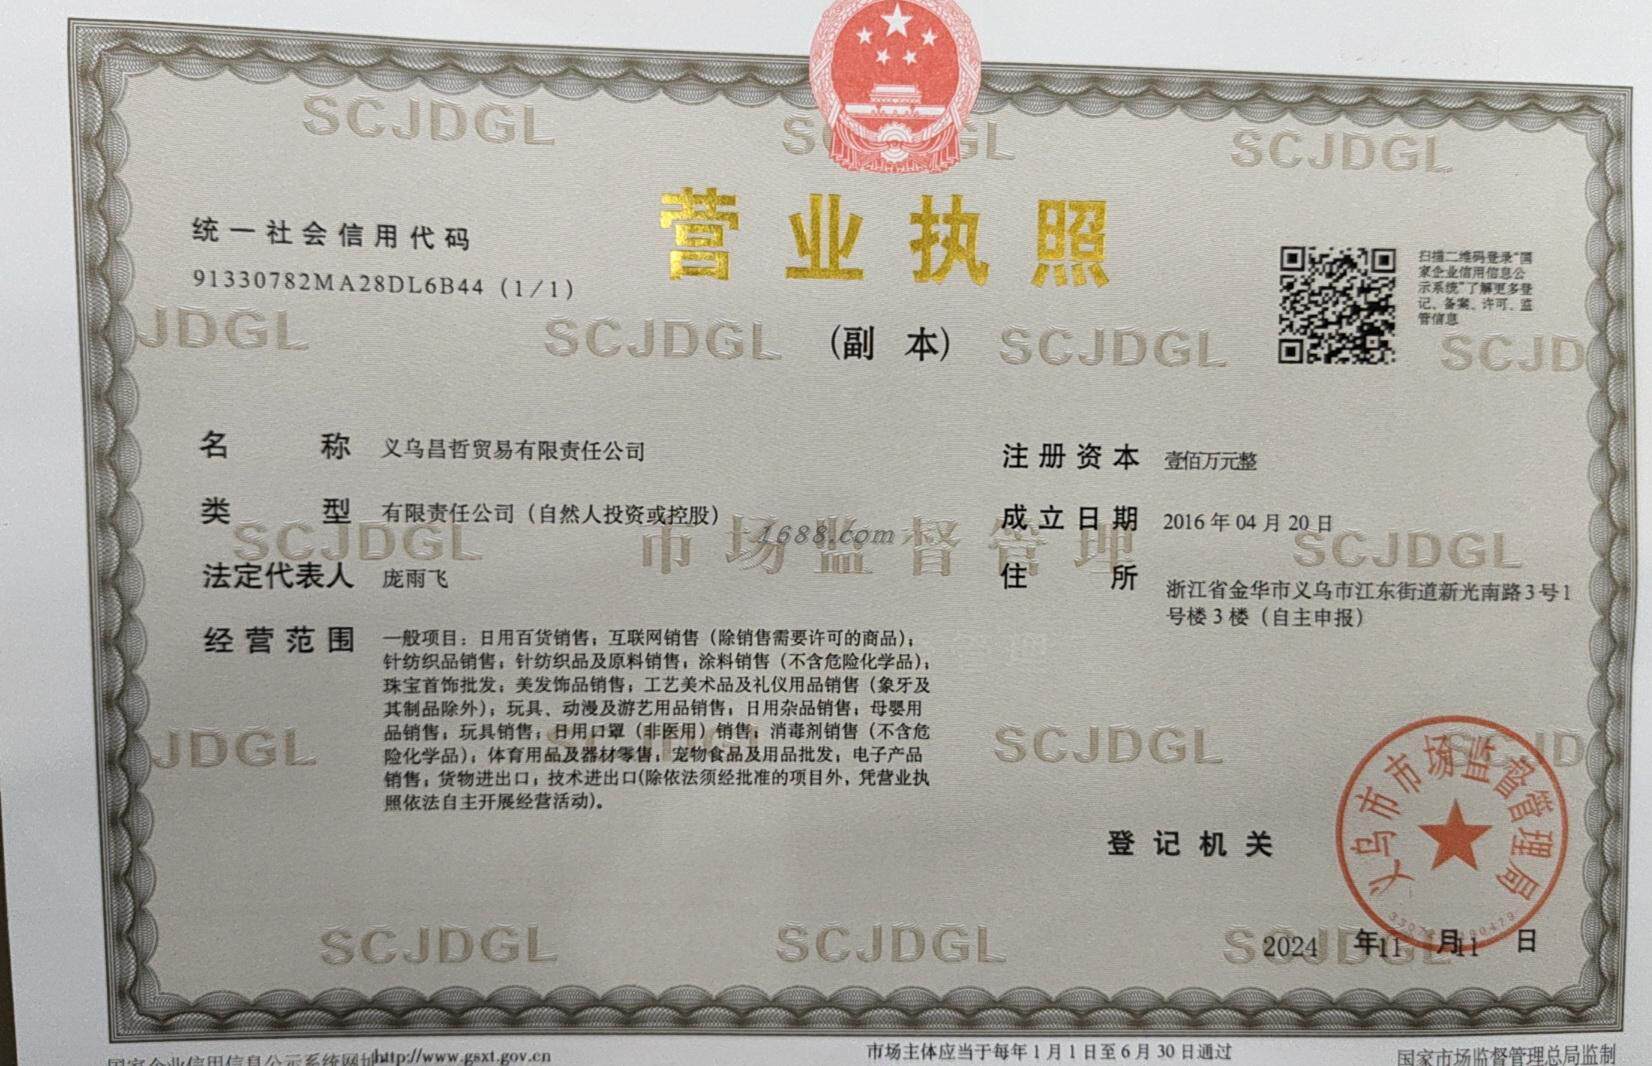 SCJDGL
SCJDGL
SCJDGL
营业执照
(副 本)
统一社会信用代码
91330782MA28DL6B44 (1/1)
扫描二维码登录“国
家企业信用信息公
示系统”了解更多登
记、备案、许可、监
管信息
JDGL
SCJDGL
SCJDGL
SCJD
名 称 义乌昌哲贸易有限责任公司
类 型 有限责任公司（自然人投资或控股）
法定代表人 庞雨飞
经营范围 一般项目：日用百货销售；互联网销售（除销售需要许可的商品）；
针纺织品销售；针纺织品及原料销售；涂料销售（不含危险化学品）；
珠宝首饰批发；美发饰品销售；工艺美术品及礼仪用品销售（象牙及
其制品除外）；玩具、动漫及游艺用品销售；日用杂品销售；母婴用
品销售；玩具销售；日用口罩（非医用）销售；消毒剂销售（不含危
险化学品）；体育用品及器材零售；宠物食品及用品批发；电子产品
销售；货物进出口；技术进出口(除依法须经批准的项目外，凭营业执
照依法自主开展经营活动)。
注册资本 壹佰万元整
成立日期 2016年04月20日
住 所 浙江省金华市义乌市江东街道新光南路3号1
号楼3楼（自主申报）
SCJDGL
市场监督管理
1688.com
SCJDGL
JDGL
SCJDGL
SCJD
登记机关
义乌市市场监督管理局
SCJDGL
SCJDGL
SCJDGL
2024 年11 月11 日
国家企业信用信息公示系统网址http://www.gsxt.gov.cn
市场主体应当于每年1月1日至6月30日通过
国家市场监督管理总局监制